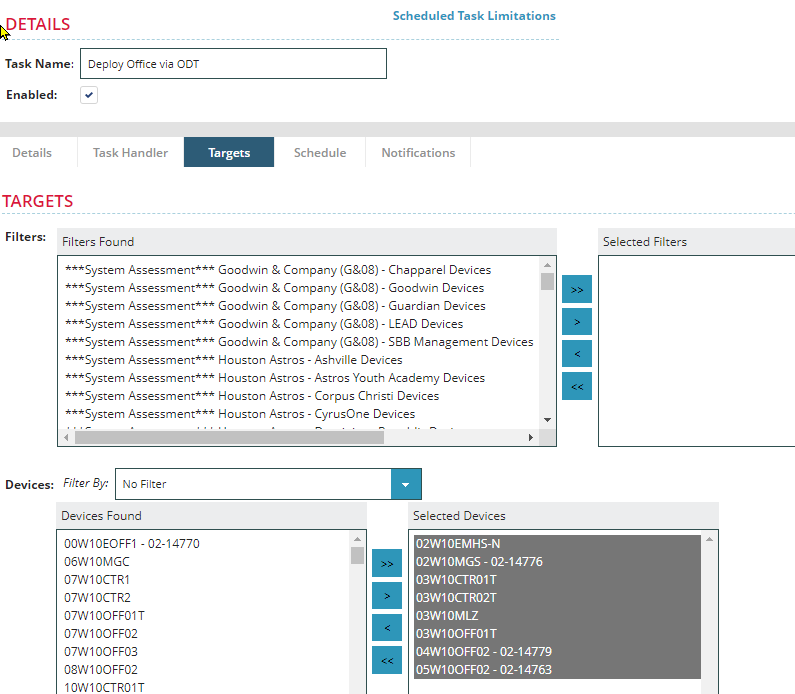 Scheduled Task Limitations
DETAILS
Task Name: Deploy Office via ODT
Enabled:
Details Task Handler Targets Schedule Notifications
TARGETS
Filters: Filters Found Selected Filters
***System Assessment*** Goodwin & Company (G&08) - Chapparel Devices
***System Assessment*** Goodwin & Company (G&08) - Goodwin Devices
***System Assessment*** Goodwin & Company (G&08) - Guardian Devices
***System Assessment*** Goodwin & Company (G&08) - LEAD Devices
***System Assessment*** Goodwin & Company (G&08) - SBB Management Devices
***System Assessment*** Houston Astros - Ashville Devices
***System Assessment*** Houston Astros - Astros Youth Academy Devices
***System Assessment*** Houston Astros - Corpus Christi Devices
***System Assessment*** Houston Astros - CyrusOne Devices
>>
>
<
<<
Devices: Filter By: No Filter
Devices Found
00W10EOFF1 - 02-14770
06W10MGC
07W10CTR1
07W10CTR2
07W10OFF01T
07W10OFF02
07W10OFF03
08W10OFF02
10W10CTR01T
>>
>
<
<<
Selected Devices
02W10EMHS-N
02W10MGS - 02-14776
03W10CTR01T
03W10CTR02T
03W10MLZ
03W10OFF01T
04W10OFF02 - 02-14779
05W10OFF02 - 02-14763